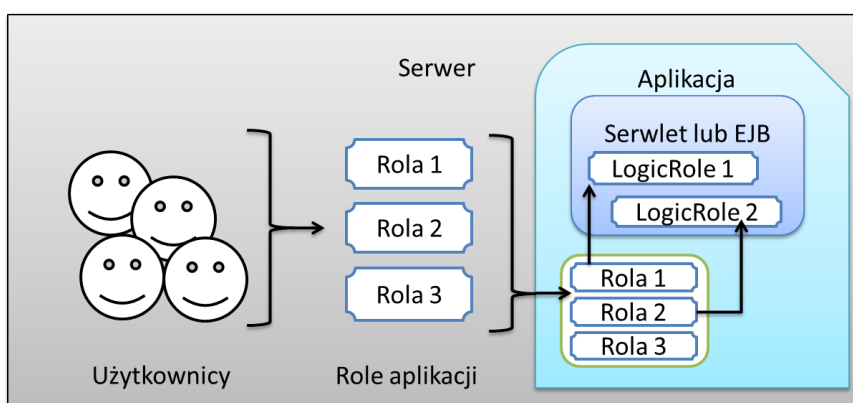 Serwer
Aplikacja
Serwlet lub EJB
LogicRole 1
LogicRole 2
Rola 1
Rola 2
Rola 3
Rola 1
Rola 2
Rola 3
Użytkownicy
Role aplikacji